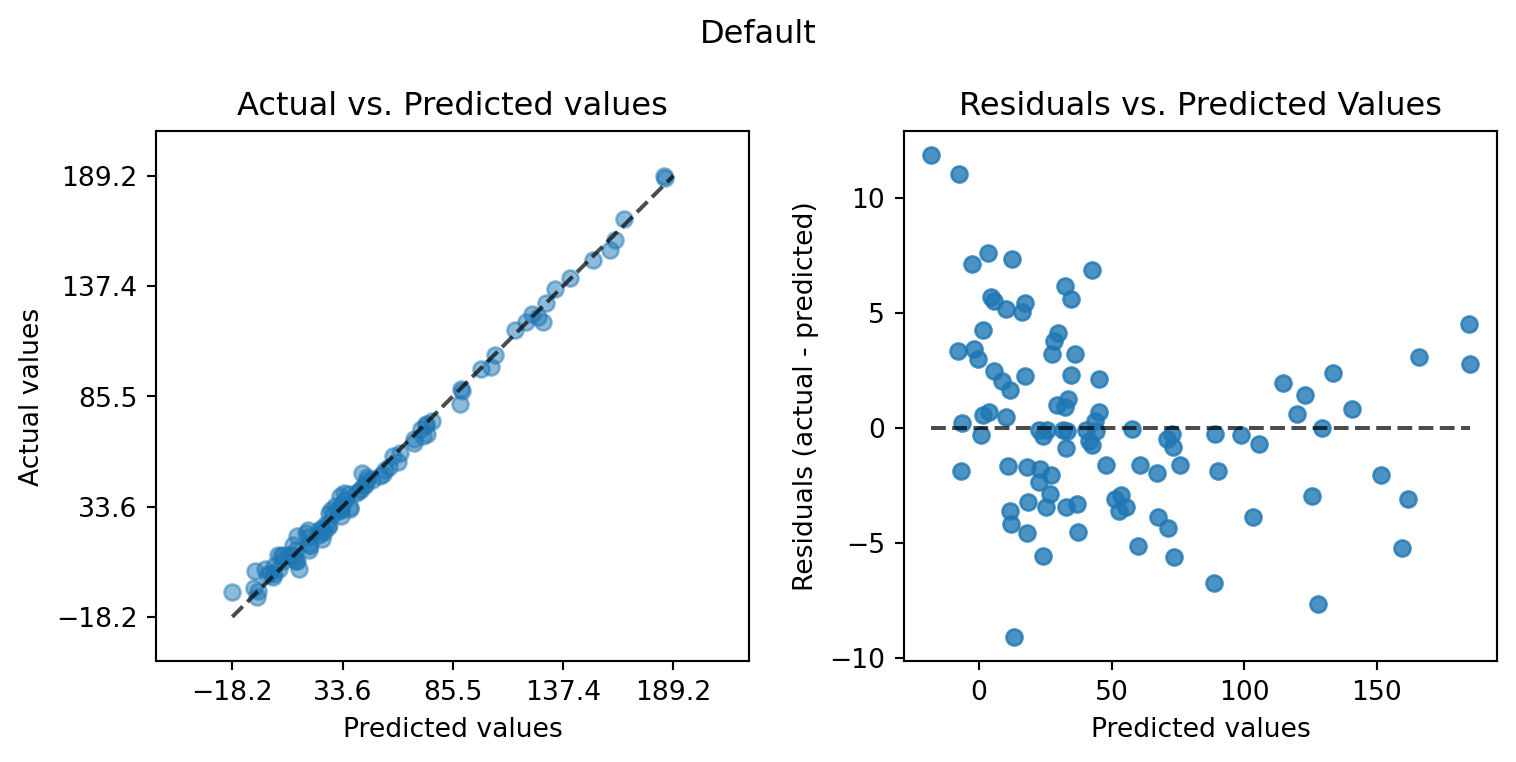 Default
Actual vs. Predicted values
189.2
137.4
85.5
33.6
−18.2
Actual values
−18.2 33.6 85.5 137.4 189.2
Predicted values
Residuals vs. Predicted Values
10
5
0
−5
−10
Residuals (actual - predicted)
0 50 100 150
Predicted values